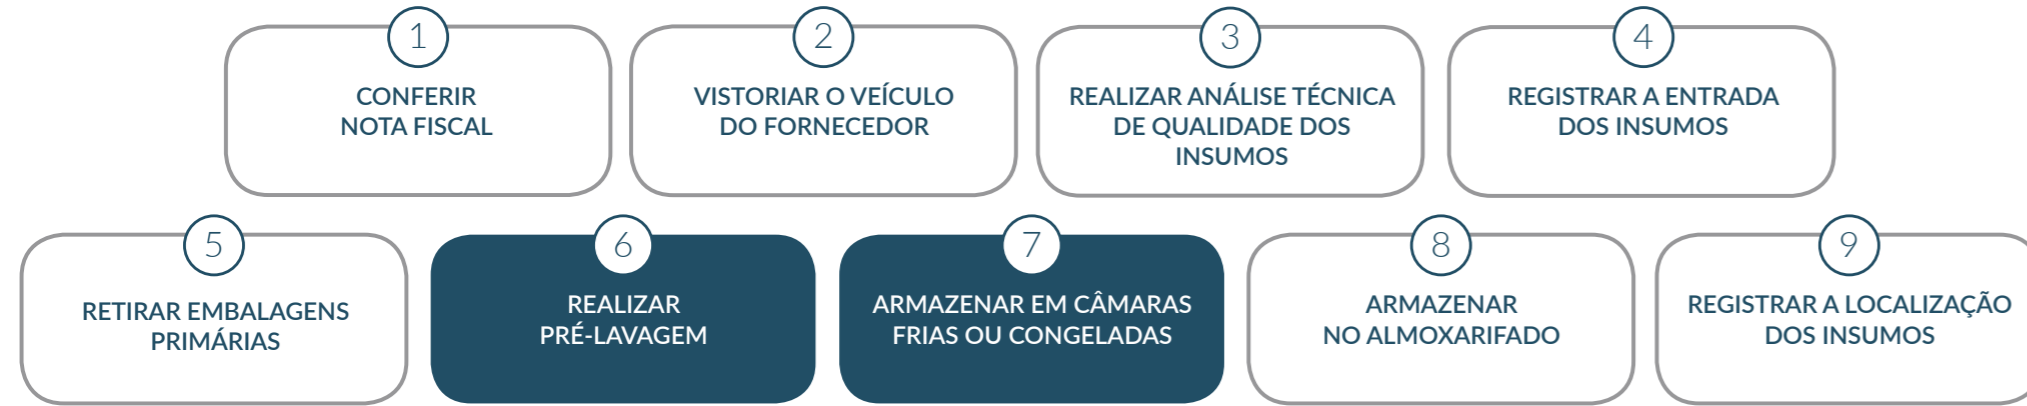 1
CONFERIR
NOTA FISCAL
2
VISTORIAR O VEÍCULO
DO FORNECEDOR
3
REALIZAR ANÁLISE TÉCNICA
DE QUALIDADE DOS
INSUMOS
4
REGISTRAR A ENTRADA
DOS INSUMOS
5
RETIRAR EMBALAGENS
PRIMÁRIAS
6
REALIZAR
PRÉ-LAVAGEM
7
ARMAZENAR EM CÂMARAS
FRIAS OU CONGELADAS
8
ARMAZENAR
NO ALMOXARIFADO
9
REGISTRAR A LOCALIZAÇÃO
DOS INSUMOS